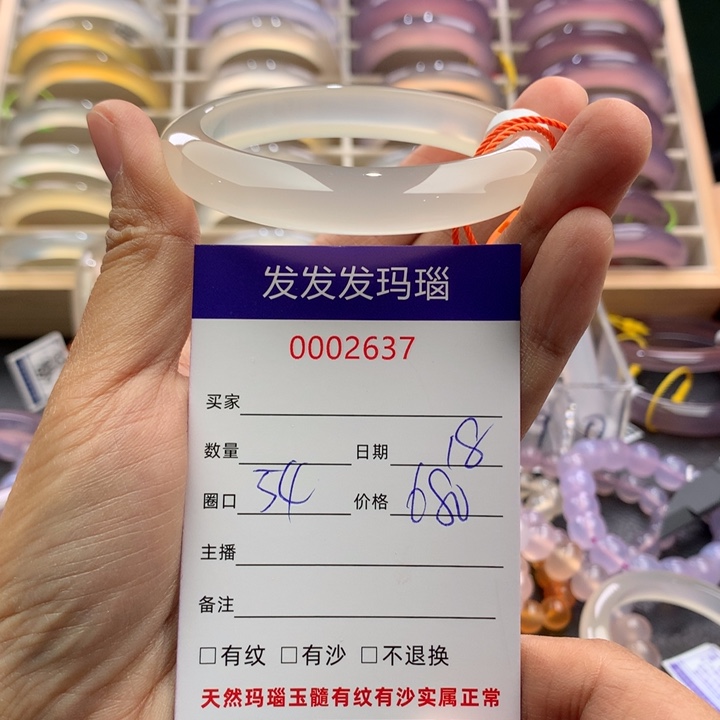 发发发玛瑙
0002637
买家
数量 日期 18
圈口 54 价格 680
主播
备注
□有纹 □有沙 □不退换
天然玛瑙玉髓有纹有沙实属正常